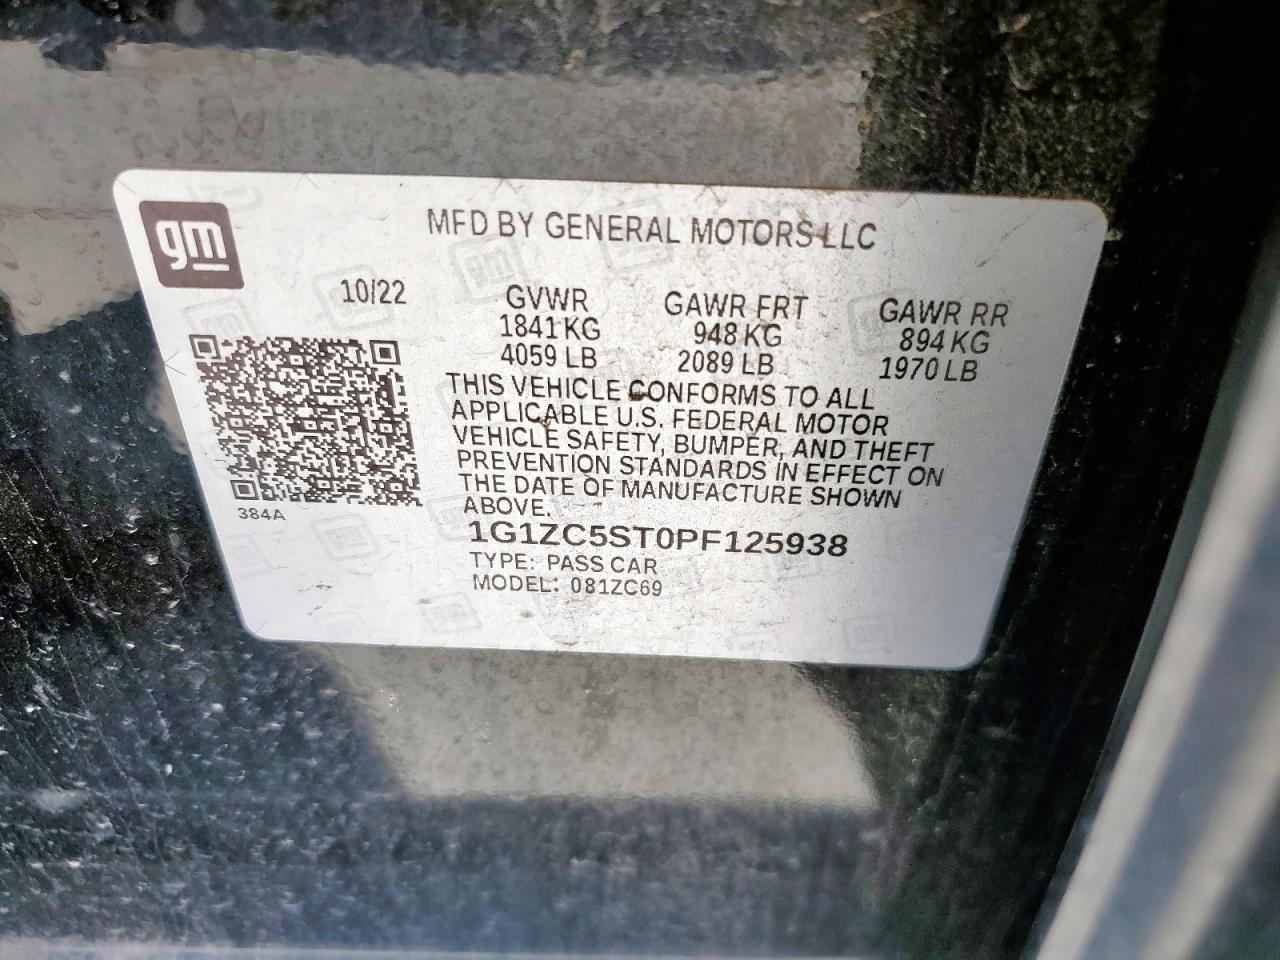 gm
MFD BY GENERAL MOTORS LLC
10/22
GVWR GAWR FRT GAWR RR
1841 KG 948 KG 894 KG
4059 LB 2089 LB 1970 LB
THIS VEHICLE CONFORMS TO ALL
APPLICABLE U.S. FEDERAL MOTOR
VEHICLE SAFETY, BUMPER, AND THEFT
PREVENTION STANDARDS IN EFFECT ON
THE DATE OF MANUFACTURE SHOWN
ABOVE.
384A
1G1ZC5ST0PF125938
TYPE: PASS CAR
MODEL: 081ZC69